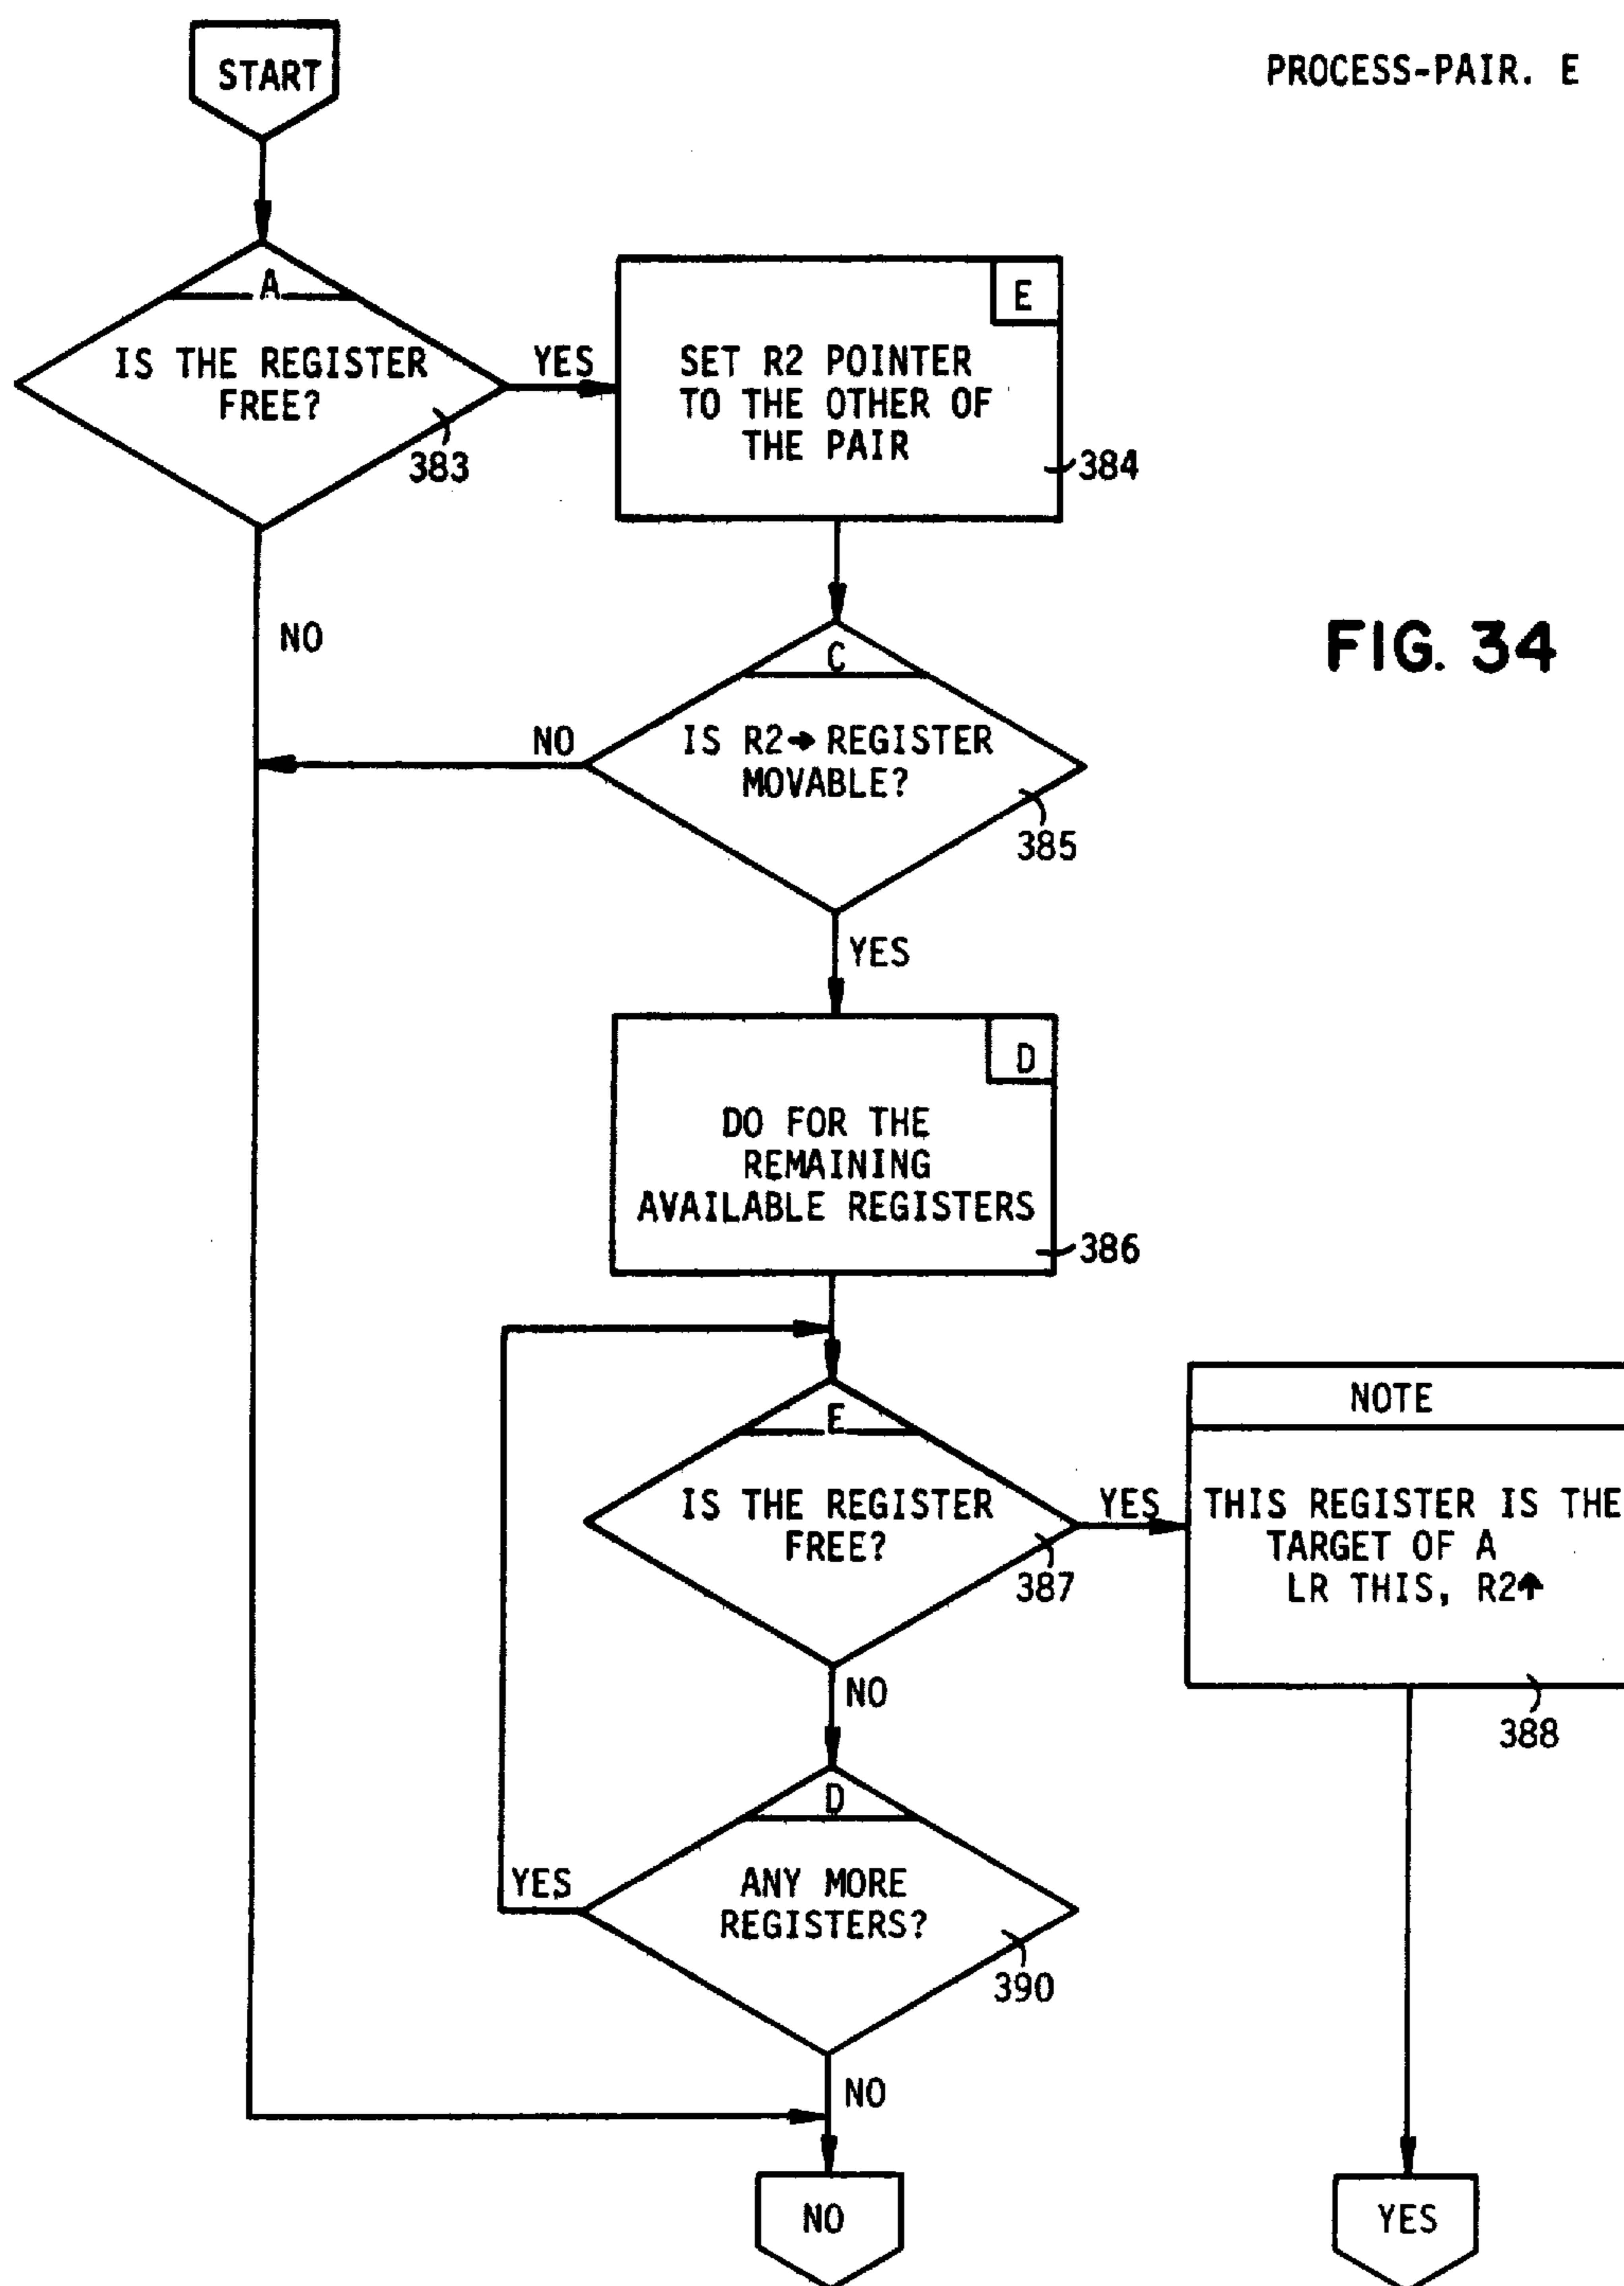 START
PROCESS-PAIR. E
A
IS THE REGISTER
FREE?
383
YES
E
SET R2 POINTER
TO THE OTHER OF
THE PAIR
384
NO
FIG. 34
C
IS R2→ REGISTER
MOVABLE?
385
NO
YES
D
DO FOR THE
REMAINING
AVAILABLE REGISTERS
386
E
IS THE REGISTER
FREE?
387
YES
NOTE
THIS REGISTER IS THE
TARGET OF A
LR THIS, R2↑
388
NO
D
ANY MORE
REGISTERS?
390
YES
NO
NO
YES